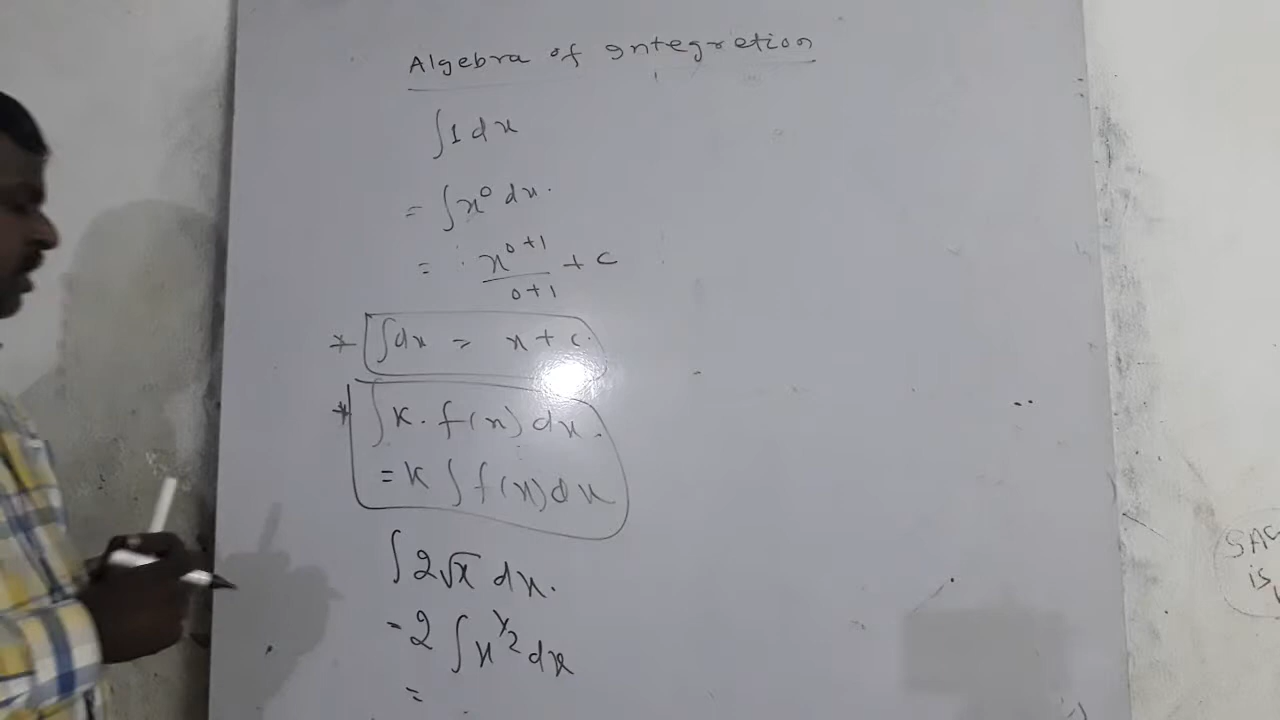 Algebra of Integretion
∫1 dx
= ∫x⁰ dx.
= x⁰⁺¹/0+1 + c
* ∫dx = x + c.
* ∫K. f(x) dx.
= K ∫f(x)dx
∫2√x dx.
= 2 ∫x^1/2 dx
=
is